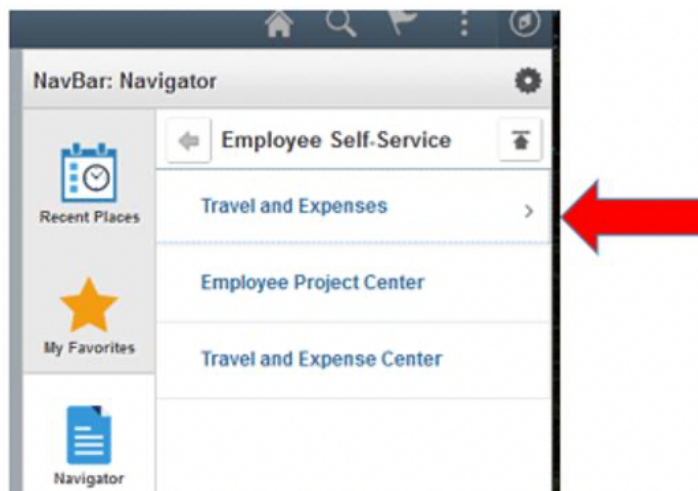 NavBar: Navigator
Employee Self-Service
Recent Places
Travel and Expenses
Employee Project Center
My Favorites
Travel and Expense Center
Navigator